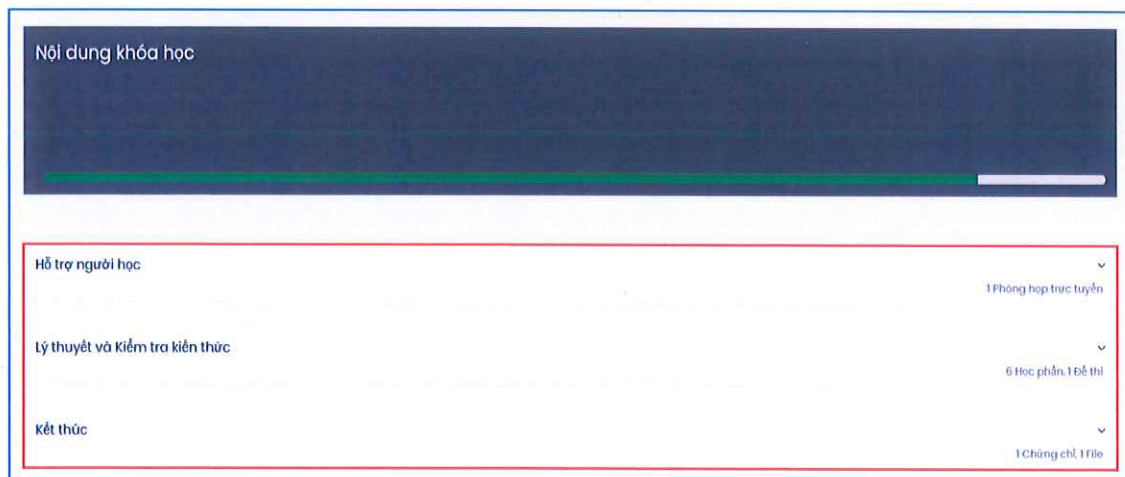 Nội dung khóa học
Hỗ trợ người học
1 Phòng họp trực tuyến
Lý thuyết và Kiểm tra kiến thức
6 Học phần, 1 Đề thi
Kết thúc
1 Chứng chỉ, 1 File